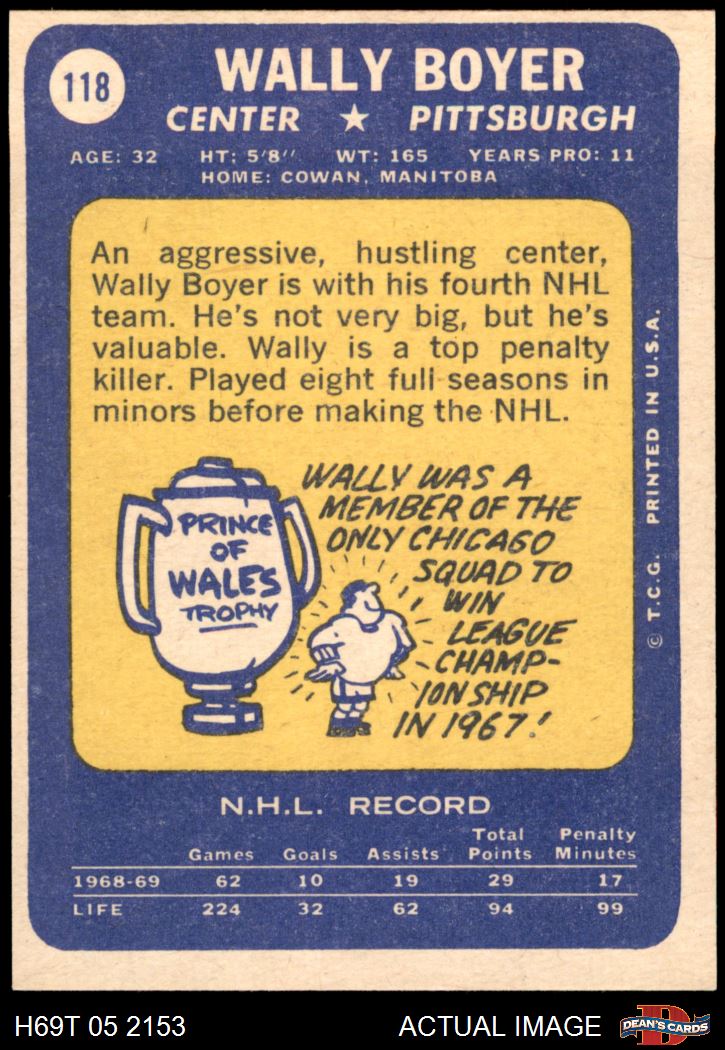 118
WALLY BOYER
CENTER ★ PITTSBURGH
AGE: 32 HT: 5'8" WT: 165 YEARS PRO: 11
HOME: COWAN, MANITOBA
An aggressive, hustling center,
Wally Boyer is with his fourth NHL
team. He's not very big, but he's
valuable. Wally is a top penalty
killer. Played eight full seasons in
minors before making the NHL.
PRINCE
OF
WALES
TROPHY
WALLY WAS A
MEMBER OF THE
ONLY CHICAGO
SQUAD TO
WIN
LEAGUE
CHAMP-
IONSHIP
IN 1967!
© T.C.G. PRINTED IN U.S.A.
N.H.L. RECORD
Games Goals Assists Total Points Penalty Minutes
1968-69 62 10 19 29 17
LIFE 224 32 62 94 99
H69T 05 2153 ACTUAL IMAGE
D
DEAN'S CARDS